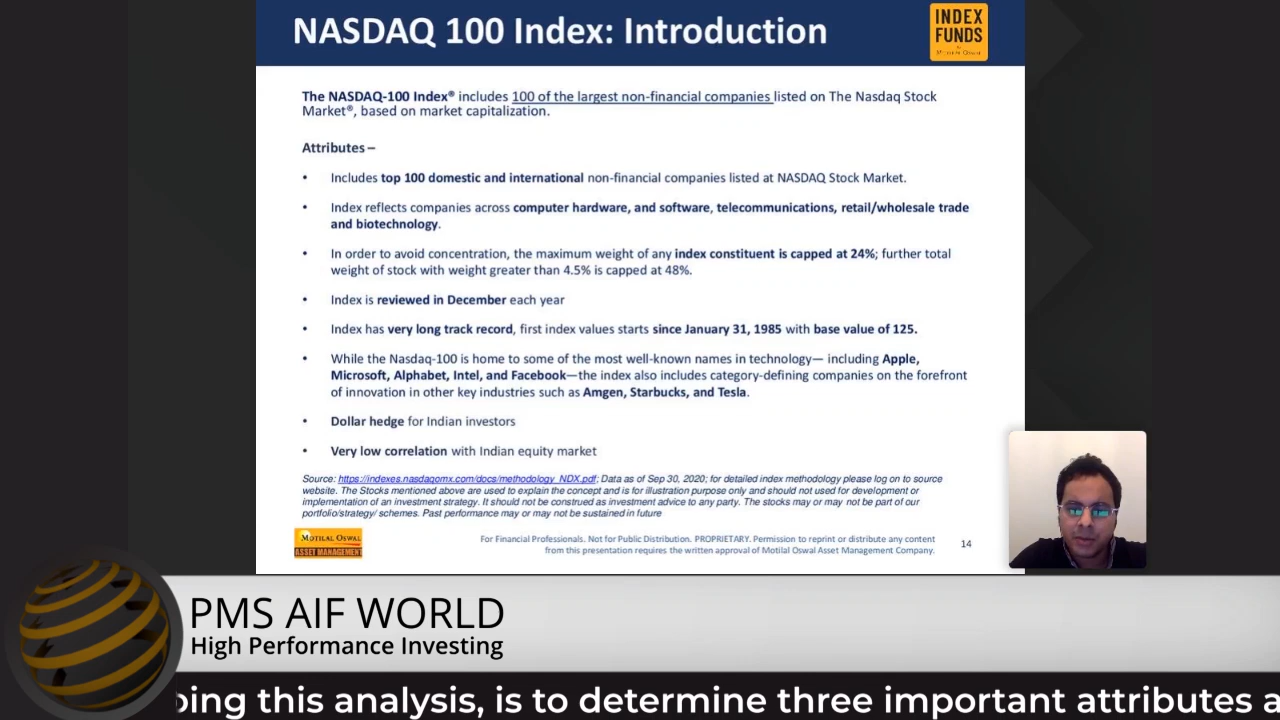 NASDAQ 100 Index: Introduction
INDEX
FUNDS
The NASDAQ-100 Index® includes 100 of the largest non-financial companies listed on The Nasdaq Stock
Market®, based on market capitalization.
Attributes –
• Includes top 100 domestic and international non-financial companies listed at NASDAQ Stock Market.
• Index reflects companies across computer hardware, and software, telecommunications, retail/wholesale trade
and biotechnology.
• In order to avoid concentration, the maximum weight of any index constituent is capped at 24%; further total
weight of stock with weight greater than 4.5% is capped at 48%.
• Index is reviewed in December each year
• Index has very long track record, first index values starts since January 31, 1985 with base value of 125.
• While the Nasdaq-100 is home to some of the most well-known names in technology— including Apple,
Microsoft, Alphabet, Intel, and Facebook—the index also includes category-defining companies on the forefront
of innovation in other key industries such as Amgen, Starbucks, and Tesla.
• Dollar hedge for Indian investors
• Very low correlation with Indian equity market
Source: https://indexes.nasdaqomx.com/docs/methodology_NDX.pdf; Data as of Sep 30, 2020; for detailed index methodology please log on to source
website. The Stocks mentioned above are used to explain the concept and is for illustration purpose only and should not used for development or
implementation of an investment strategy. It should not be construed as investment advice to any party. The stocks may or may not be part of our
portfolio/strategy/ schemes. Past performance may or may not be sustained in future
MOTILAL OSWAL
ASSET MANAGEMENT
For Financial Professionals. Not for Public Distribution. PROPRIETARY. Permission to reprint or distribute any content
from this presentation requires the written approval of Motilal Oswal Asset Management Company.
14
PMS AIF WORLD
High Performance Investing
this analysis, is to determine three important attributes